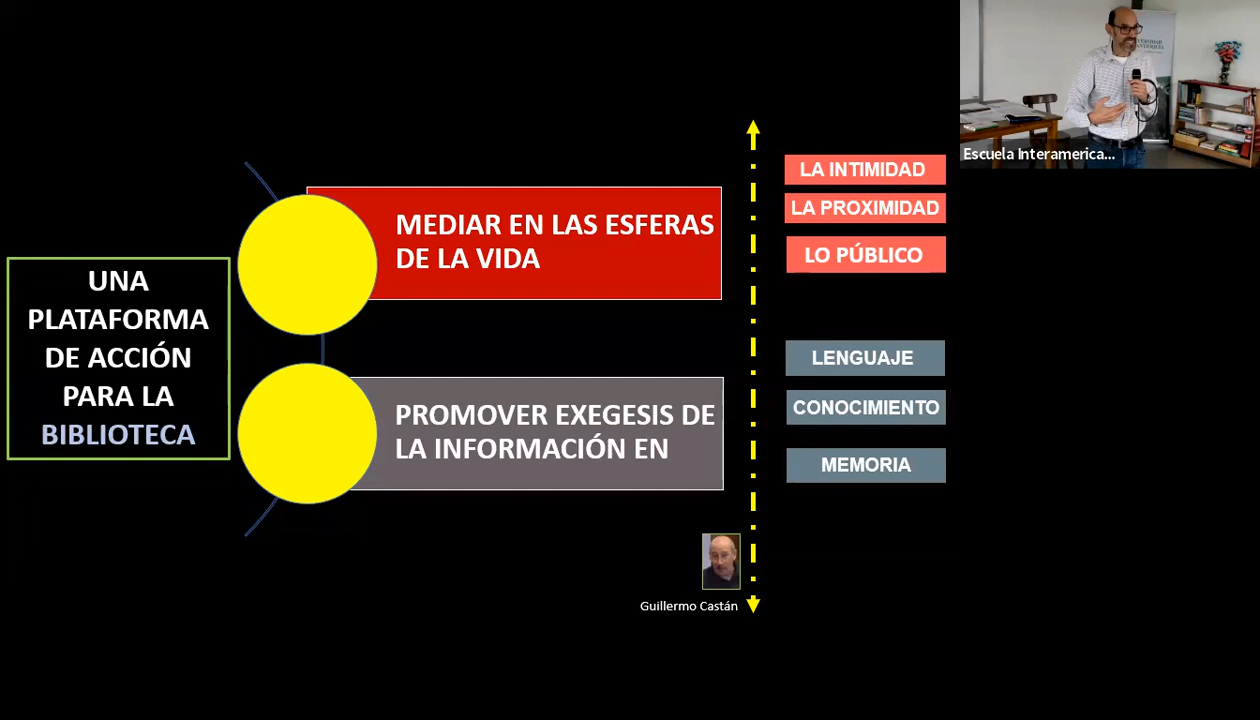 UNA
PLATAFORMA
DE ACCIÓN
PARA LA
BIBLIOTECA
MEDIAR EN LAS ESFERAS
DE LA VIDA
PROMOVER EXEGESIS DE
LA INFORMACIÓN EN
Guillermo Castán
LA INTIMIDAD
LA PROXIMIDAD
LO PÚBLICO
LENGUAJE
CONOCIMIENTO
MEMORIA
Escuela Interamerica...